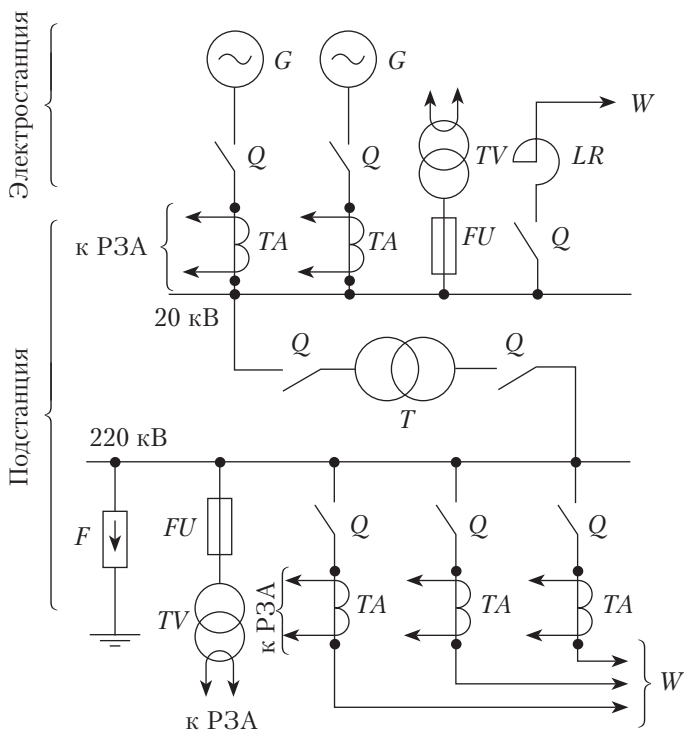 Электростанция
G
G
W
Q
Q
TV
LR
к РЗА
TA
TA
FU
Q
20 кВ
Подстанция
Q
Q
T
220 кВ
F
FU
Q
Q
Q
TV
к РЗА
TA
TA
TA
W
к РЗА